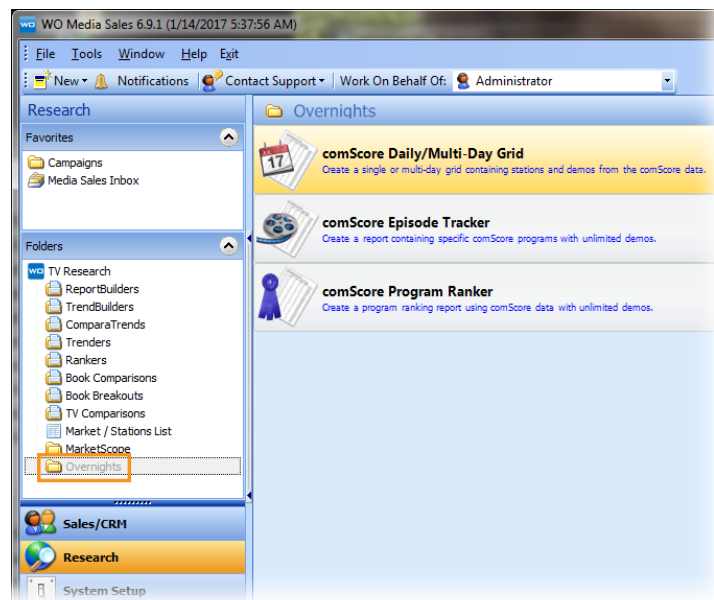 WO WO Media Sales 6.9.1 (1/14/2017 5:37:56 AM)
File Tools Window Help Exit
New Notifications Contact Support Work On Behalf Of: Administrator
Research
Favorites
Campaigns
Media Sales Inbox
Folders
WO TV Research
ReportBuilders
TrendBuilders
ComparaTrends
Trenders
Rankers
Book Comparisons
Book Breakouts
TV Comparisons
Market / Stations List
MarketScope
Overnights
Sales/CRM
Research
System Setup
Overnights
17
comScore Daily/Multi-Day Grid
Create a single or multi-day grid containing stations and demos from the comScore data.
comScore Episode Tracker
Create a report containing specific comScore programs with unlimited demos.
comScore Program Ranker
Create a program ranking report using comScore data with unlimited demos.